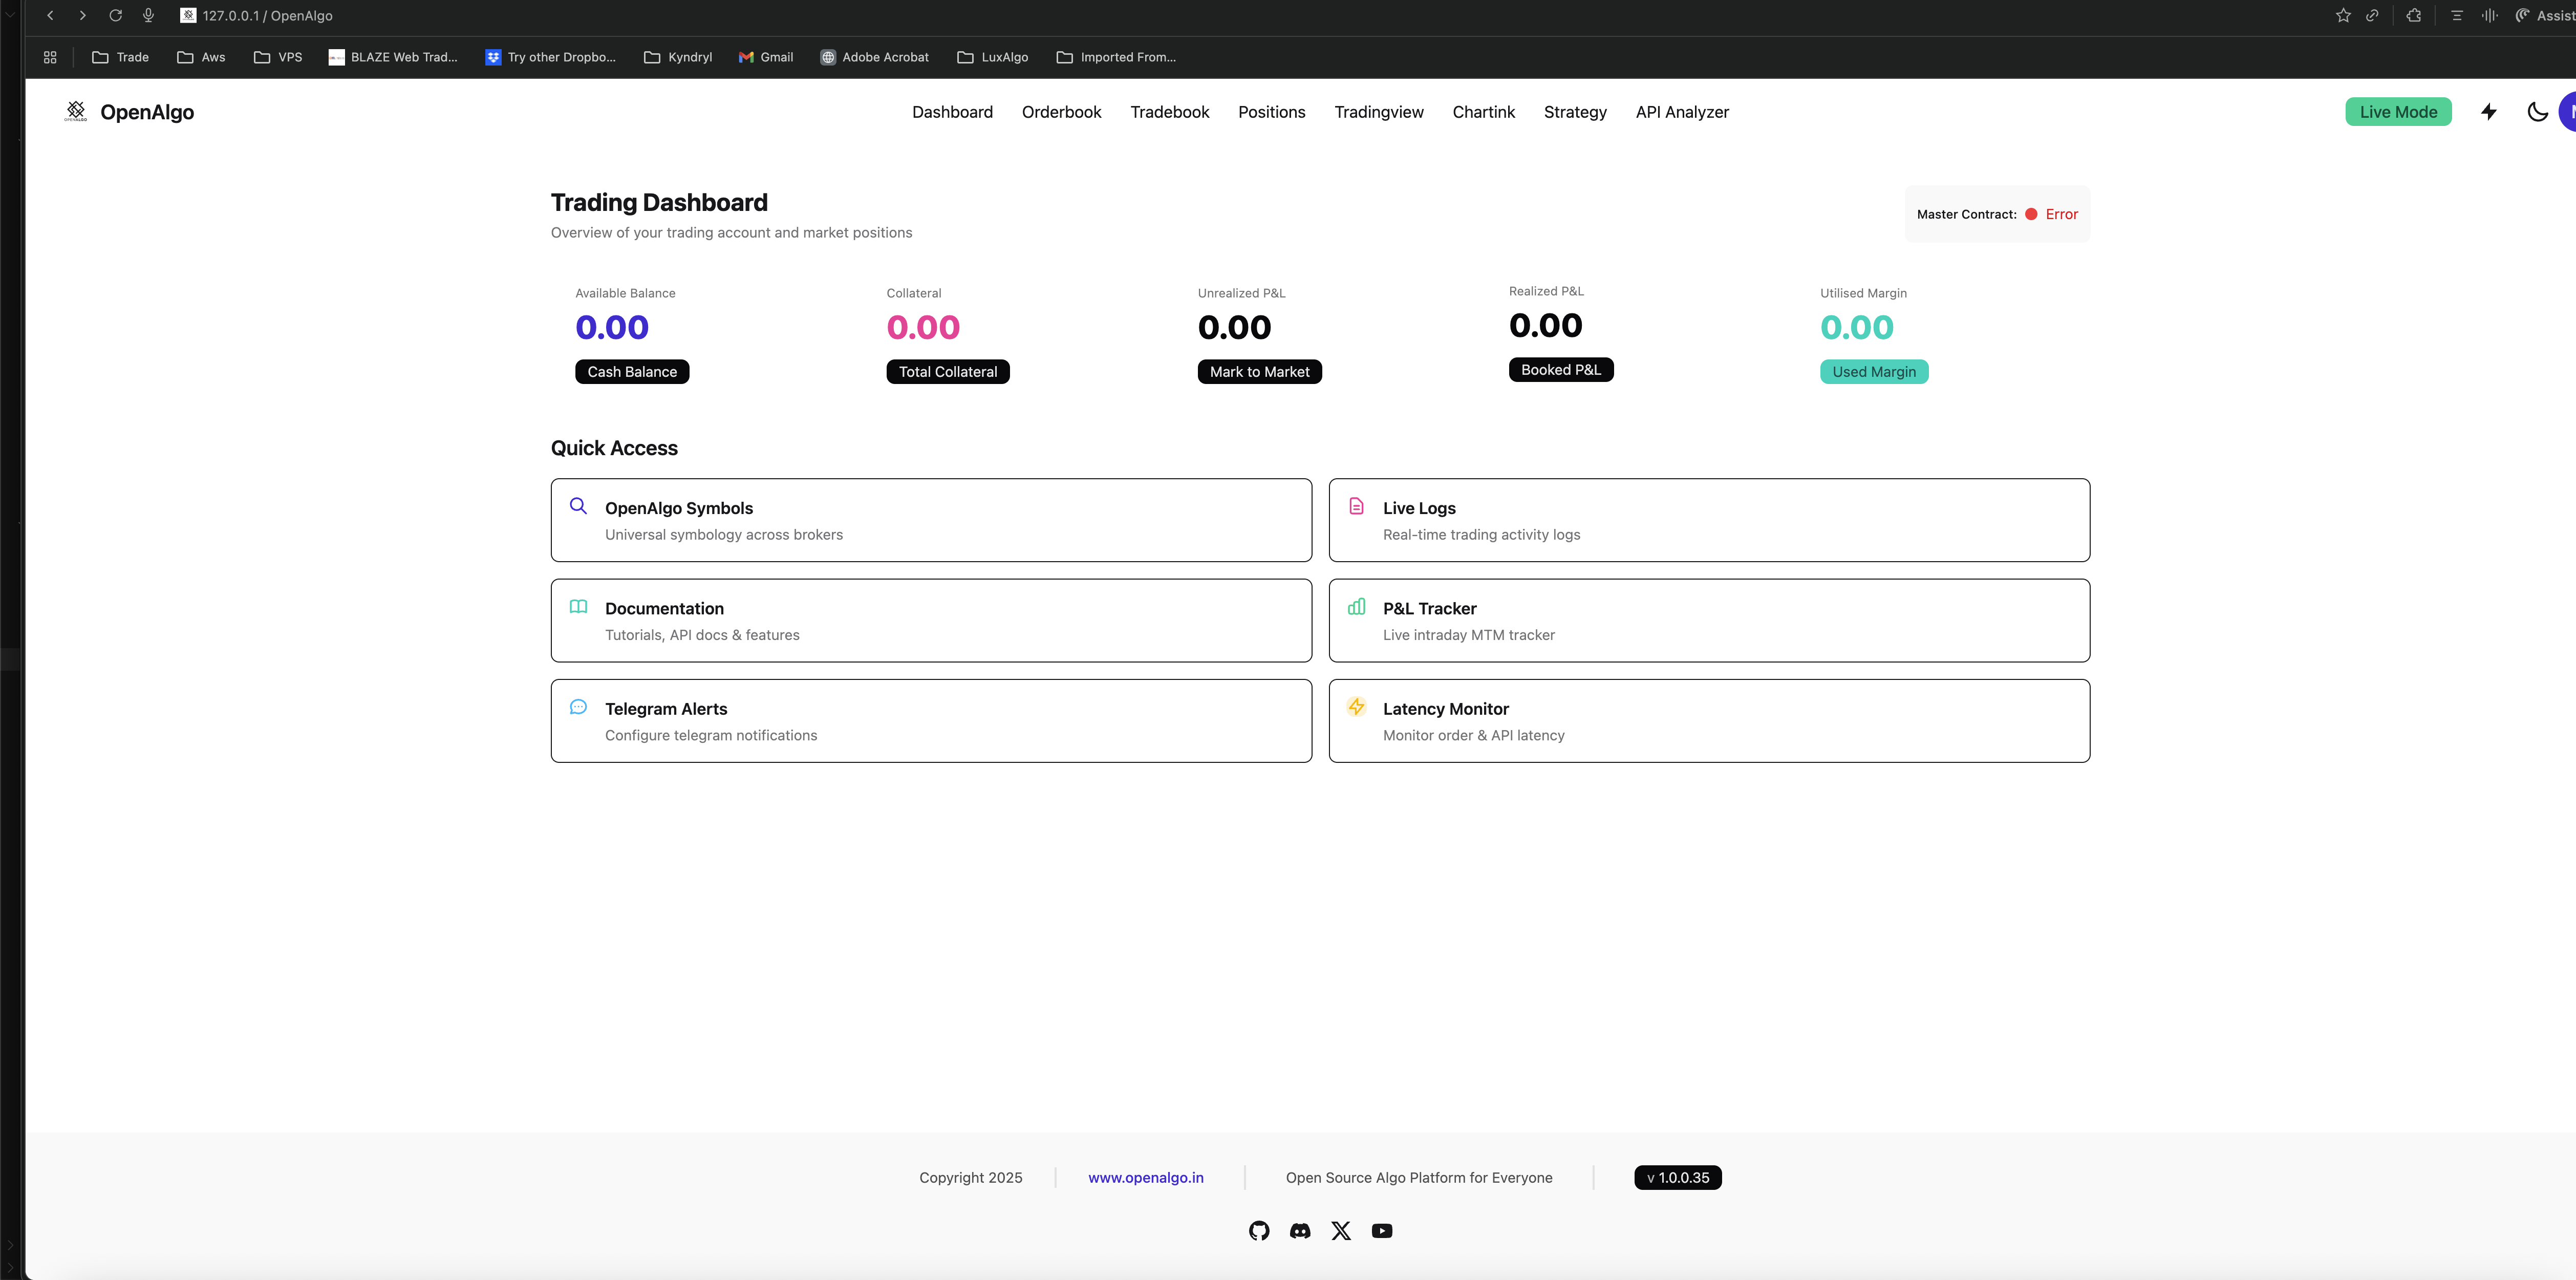 127.0.0.1 / OpenAlgo
Assist
Trade Aws VPS BLAZE Web Trad... Try other Dropbo... Kyndryl Gmail Adobe Acrobat LuxAlgo Imported From...
OPENALGO
OpenAlgo
Dashboard Orderbook Tradebook Positions Tradingview Chartink Strategy API Analyzer
Live Mode
Trading Dashboard
Overview of your trading account and market positions
Master Contract: Error
Available Balance
0.00
Cash Balance
Collateral
0.00
Total Collateral
Unrealized P&L
0.00
Mark to Market
Realized P&L
0.00
Booked P&L
Utilised Margin
0.00
Used Margin
Quick Access
OpenAlgo Symbols
Universal symbology across brokers
Live Logs
Real-time trading activity logs
Documentation
Tutorials, API docs & features
P&L Tracker
Live intraday MTM tracker
Telegram Alerts
Configure telegram notifications
Latency Monitor
Monitor order & API latency
Copyright 2025
www.openalgo.in
Open Source Algo Platform for Everyone
v 1.0.0.35